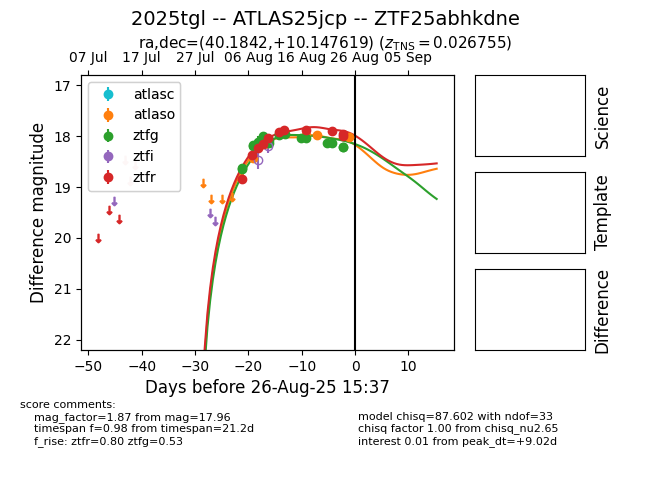 2025tgl -- ATLAS25jcp -- ZTF25abhkdne
ra,dec=(40.1842,+10.147619) (zTNS = 0.026755)
07 Jul 17 Jul 27 Jul 06 Aug 16 Aug 26 Aug 05 Sep
17
18
19
20
21
22
Difference magnitude
atlasc
atlaso
ztfg
ztfi
ztfr
−50 −40 −30 −20 −10 0 10
Days before 26-Aug-25 15:37
Science
Template
Difference
score comments:
mag_factor=1.87 from mag=17.96
timespan f=0.98 from timespan=21.2d
f_rise: ztfr=0.80 ztfg=0.53
model chisq=87.602 with ndof=33
chisq factor 1.00 from chisq_nu2.65
interest 0.01 from peak_dt=+9.02d